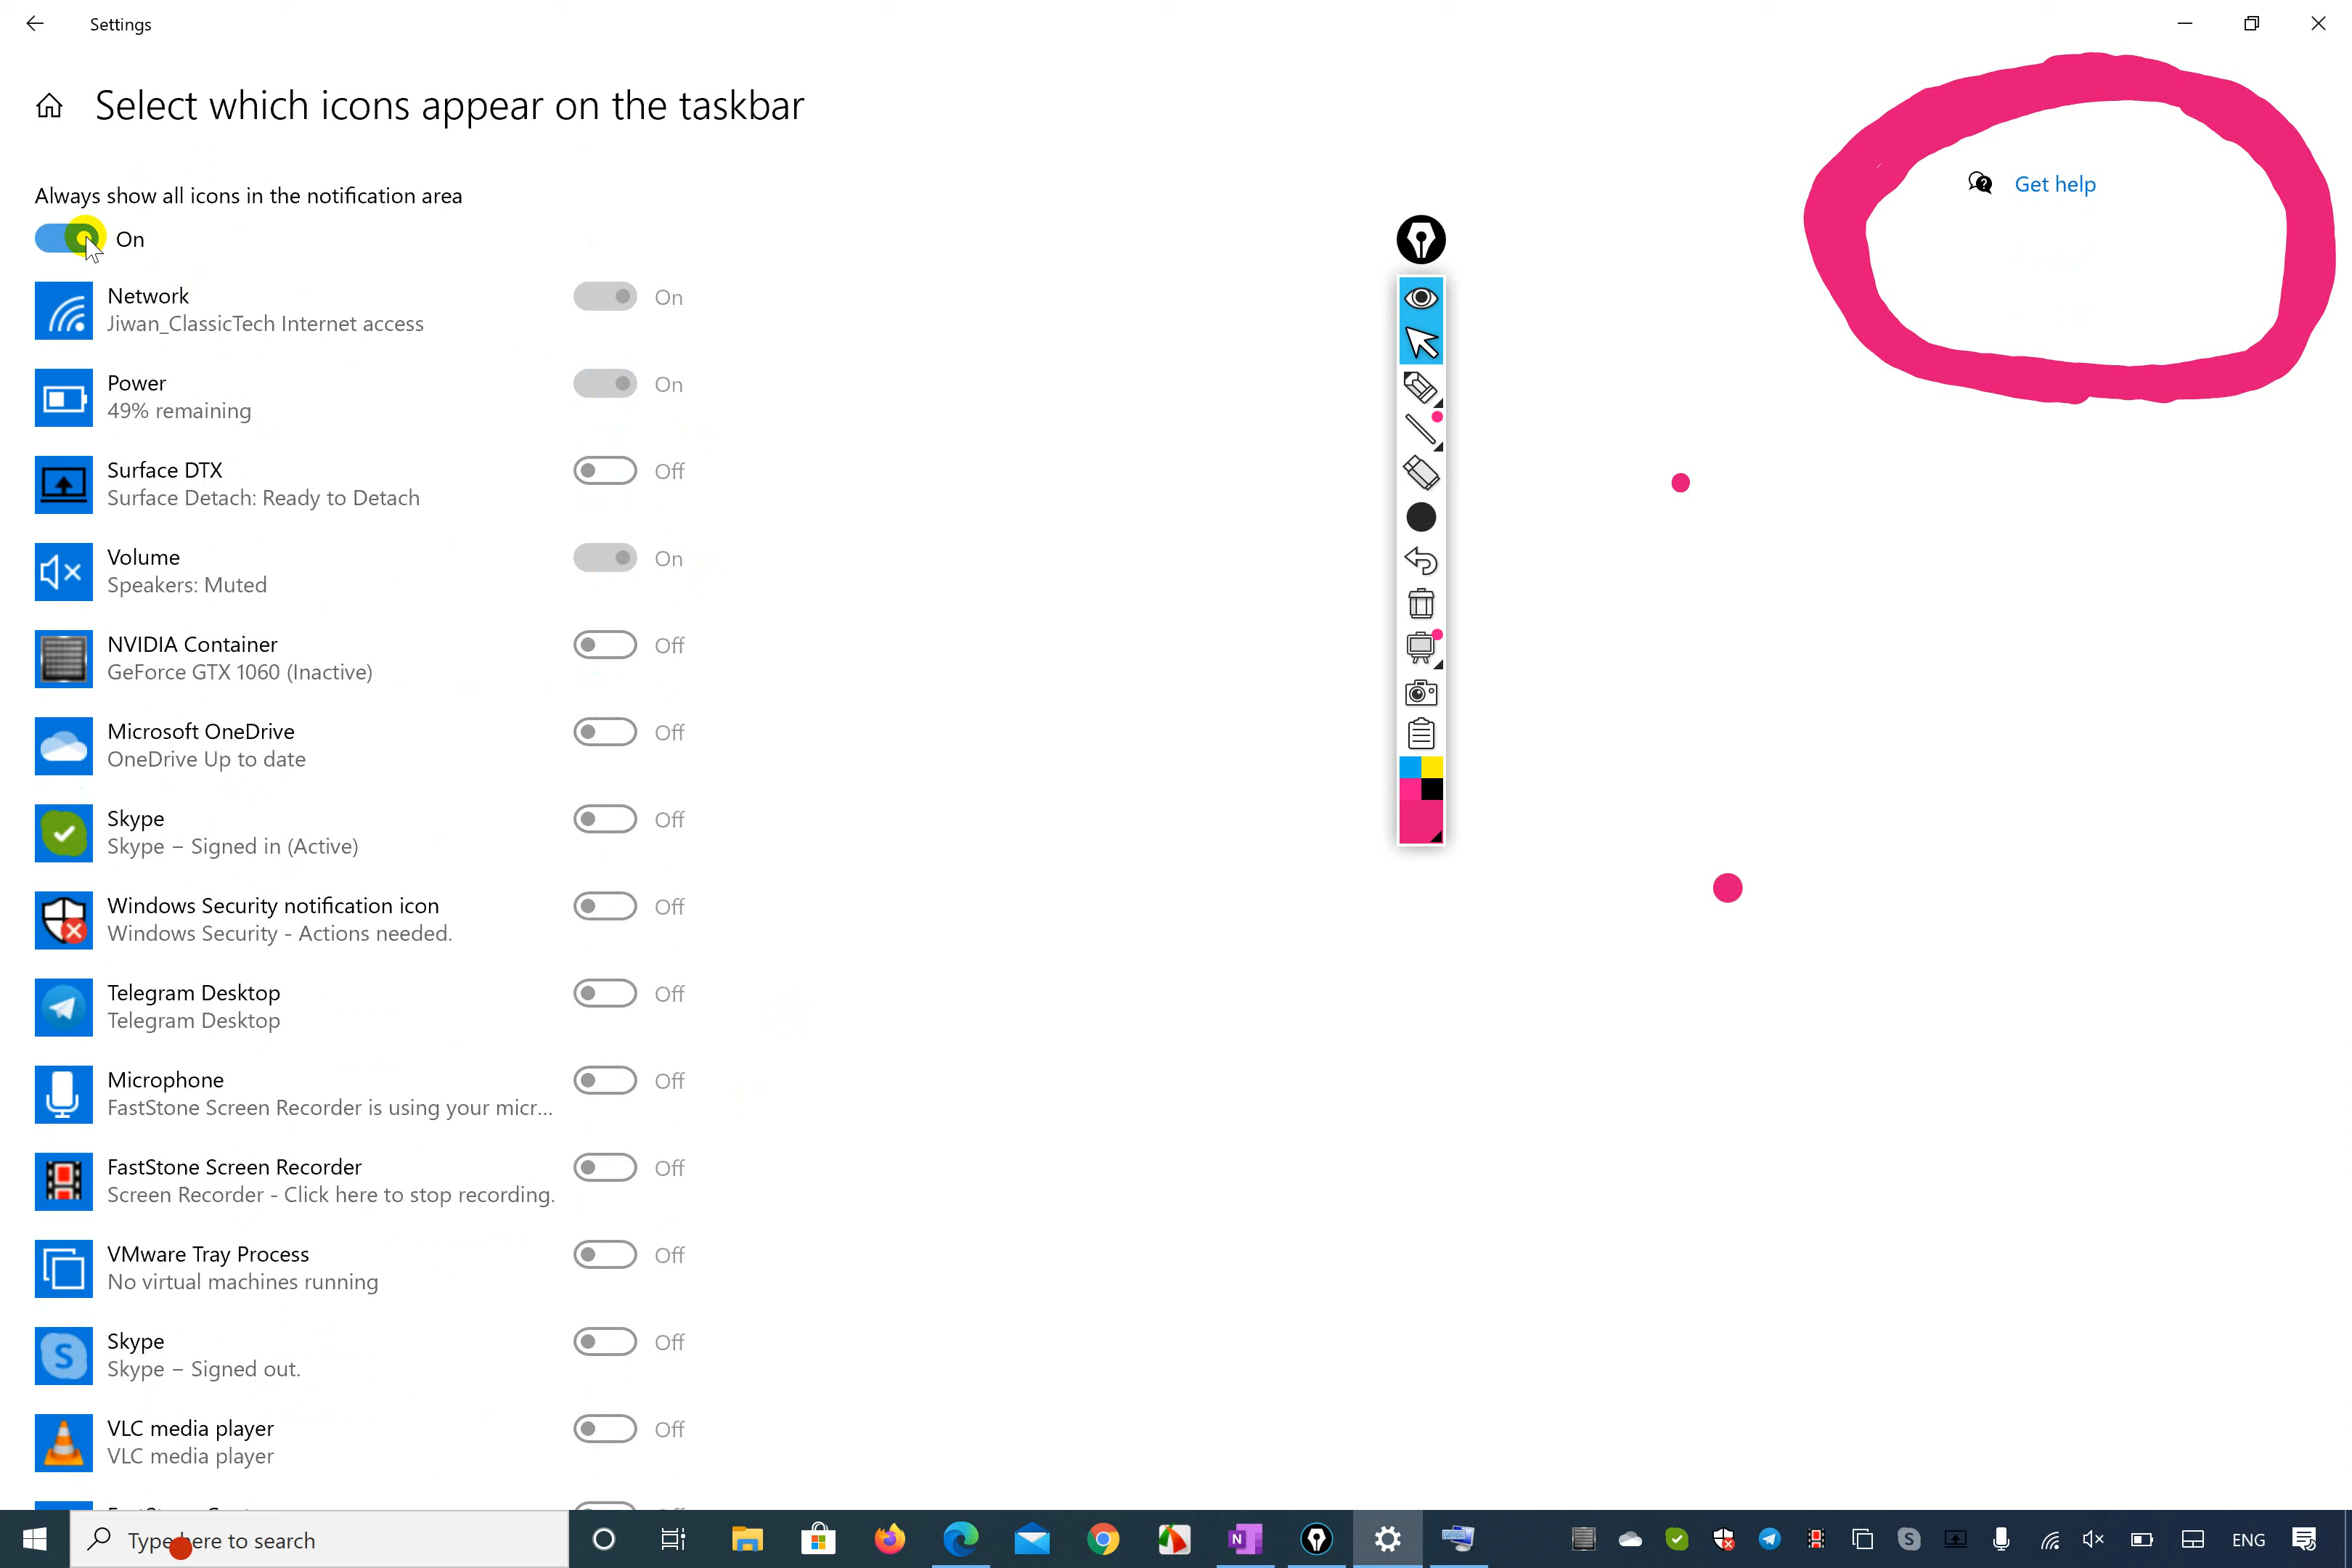 Settings
Select which icons appear on the taskbar
Get help
Always show all icons in the notification area
On
Network
Jiwan_ClassicTech Internet access
On
Power
49% remaining
On
Surface DTX
Surface Detach: Ready to Detach
Off
Volume
Speakers: Muted
On
NVIDIA Container
GeForce GTX 1060 (Inactive)
Off
Microsoft OneDrive
OneDrive Up to date
Off
Skype
Skype – Signed in (Active)
Off
Windows Security notification icon
Windows Security - Actions needed.
Off
Telegram Desktop
Telegram Desktop
Off
Microphone
FastStone Screen Recorder is using your micr...
Off
FastStone Screen Recorder
Screen Recorder - Click here to stop recording.
Off
VMware Tray Process
No virtual machines running
Off
Skype
Skype – Signed out.
Off
VLC media player
VLC media player
Off
Type here to search
ENG